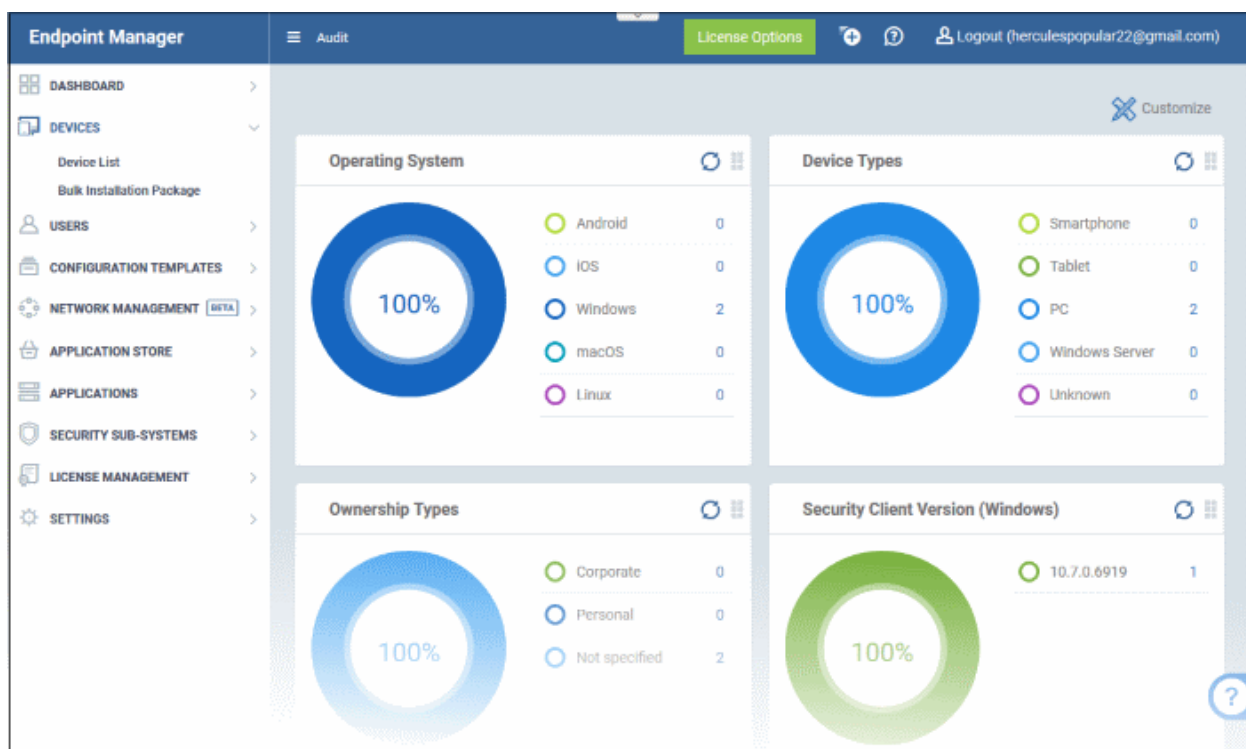 Endpoint Manager
Audit
License Options
Logout (herculespopular22@gmail.com)
DASHBOARD
DEVICES
Device List
Bulk Installation Package
USERS
CONFIGURATION TEMPLATES
NETWORK MANAGEMENT BETA
APPLICATION STORE
APPLICATIONS
SECURITY SUB-SYSTEMS
LICENSE MANAGEMENT
SETTINGS
Customize
Operating System
100%
Android 0
iOS 0
Windows 2
macOS 0
Linux 0
Device Types
100%
Smartphone 0
Tablet 0
PC 2
Windows Server 0
Unknown 0
Ownership Types
100%
Corporate 0
Personal 0
Not specified 2
Security Client Version (Windows)
100%
10.7.0.6919 1
?